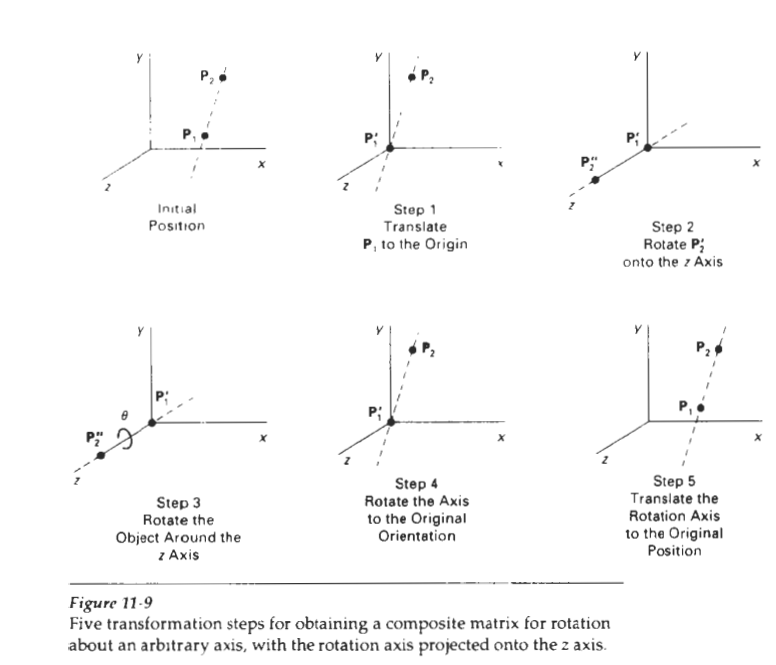 y
P₂
P₁
x
z
Initial
Position
y
P₂
P₁′
x
z
Step 1
Translate
P₁ to the Origin
y
P₁′
P₂″
x
z
Step 2
Rotate P₂′
onto the z Axis
y
P₁′
θ
P₂″
x
z
Step 3
Rotate the
Object Around the
z Axis
y
P₂
P₁′
x
z
Step 4
Rotate the Axis
to the Original
Orientation
y
P₂
P₁
x
z
Step 5
Translate the
Rotation Axis
to the Original
Position
Figure 11-9
Five transformation steps for obtaining a composite matrix for rotation
about an arbitrary axis, with the rotation axis projected onto the z axis.